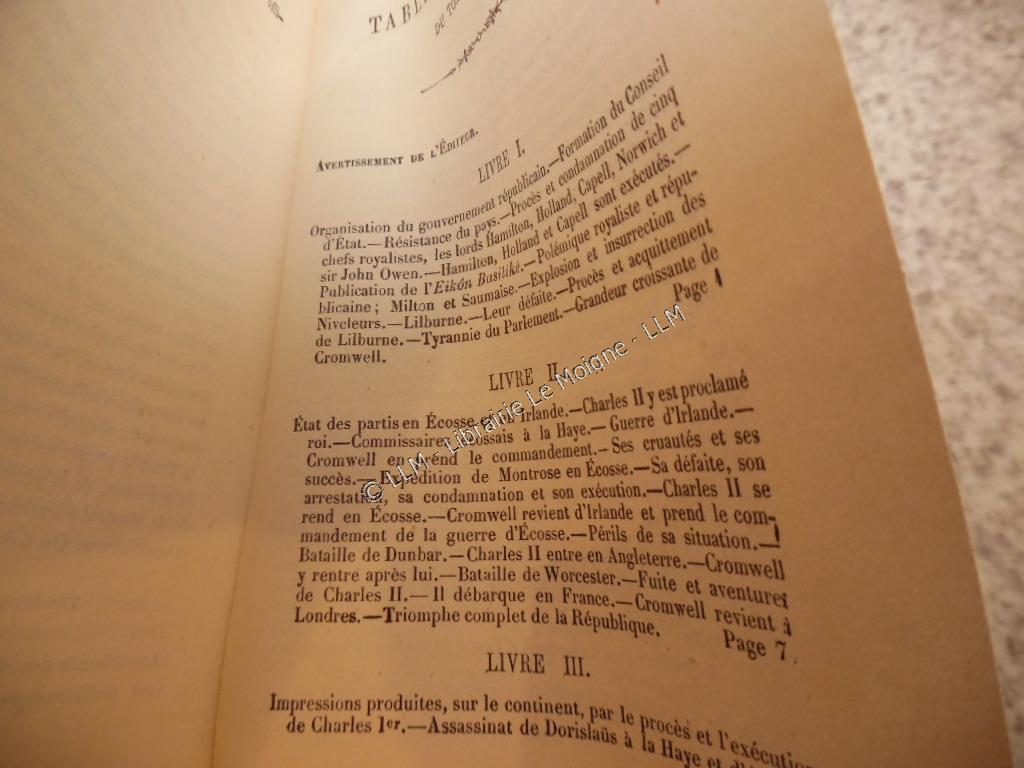 TABL
DU TO
AVERTISSEMENT DE L'ÉDITEUR.
LIVRE I.
Organisation du gouvernement républicain.—Formation du Conseil
d'État.—Résistance du pays.—Procès et condamnation de cinq
chefs royalistes, les lords Hamilton, Holland, Capell, Norwich et
sir John Owen.—Hamilton, Holland et Capell sont exécutés.—
Publication de l'Eikôn Basiliké.—Polémique royaliste et répu-
blicaine; Milton et Saumaise.—Explosion et insurrection des
Niveleurs.—Lilburne.—Leur défaite.—Procès et acquittement
de Lilburne.—Tyrannie du Parlement.—Grandeur croissante de
Cromwell. Page 1
LIVRE II.
État des partis en Écosse et en Irlande.—Charles II y est proclamé
roi.—Commissaires écossais à la Haye.—Guerre d'Irlande.—
Cromwell en prend le commandement.—Ses cruautés et ses
succès.—Expédition de Montrose en Écosse.—Sa défaite, son
arrestation, sa condamnation et son exécution.—Charles II se
rend en Écosse.—Cromwell revient d'Irlande et prend le com-
mandement de la guerre d'Écosse.—Périls de sa situation.—
Bataille de Dunbar.—Charles II entre en Angleterre.—Cromwell
y rentre après lui.—Bataille de Worcester.—Fuite et aventures
de Charles II.—Il débarque en France.—Cromwell revient à
Londres.—Triomphe complet de la République. Page 7
LIVRE III.
Impressions produites, sur le continent, par le procès et l'exécution
de Charles Ier.—Assassinat de Dorislaüs à la Haye et
© LLM - Librairie Le Moigne - LLM